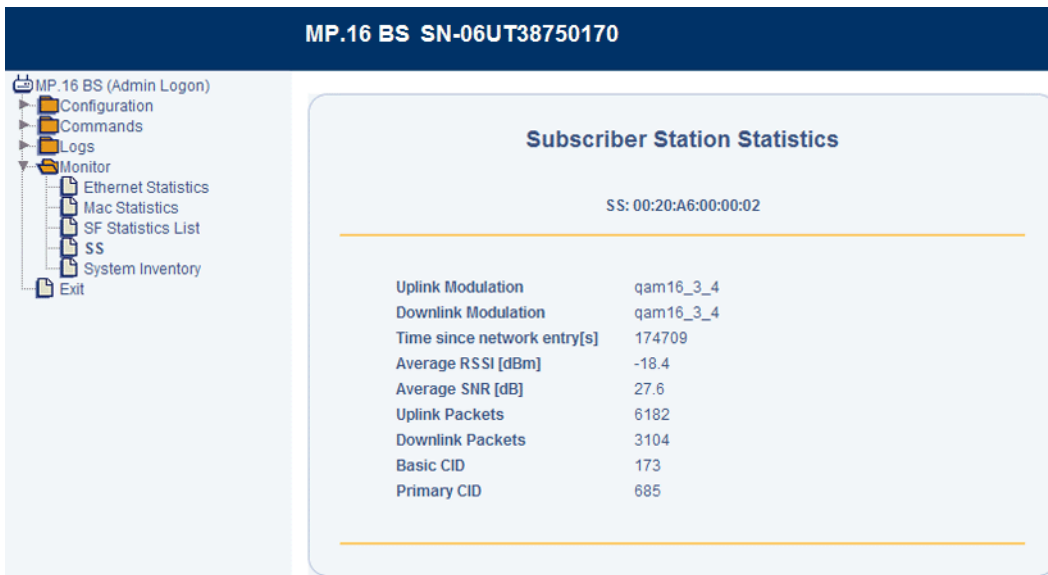 MP.16 BS SN-06UT38750170
MP.16 BS (Admin Logon)
Configuration
Commands
Logs
Monitor
Ethernet Statistics
Mac Statistics
SF Statistics List
SS
System Inventory
Exit
Subscriber Station Statistics
SS: 00:20:A6:00:00:02
Uplink Modulation qam16_3_4
Downlink Modulation qam16_3_4
Time since network entry[s] 174709
Average RSSI [dBm] -18.4
Average SNR [dB] 27.6
Uplink Packets 6182
Downlink Packets 3104
Basic CID 173
Primary CID 685